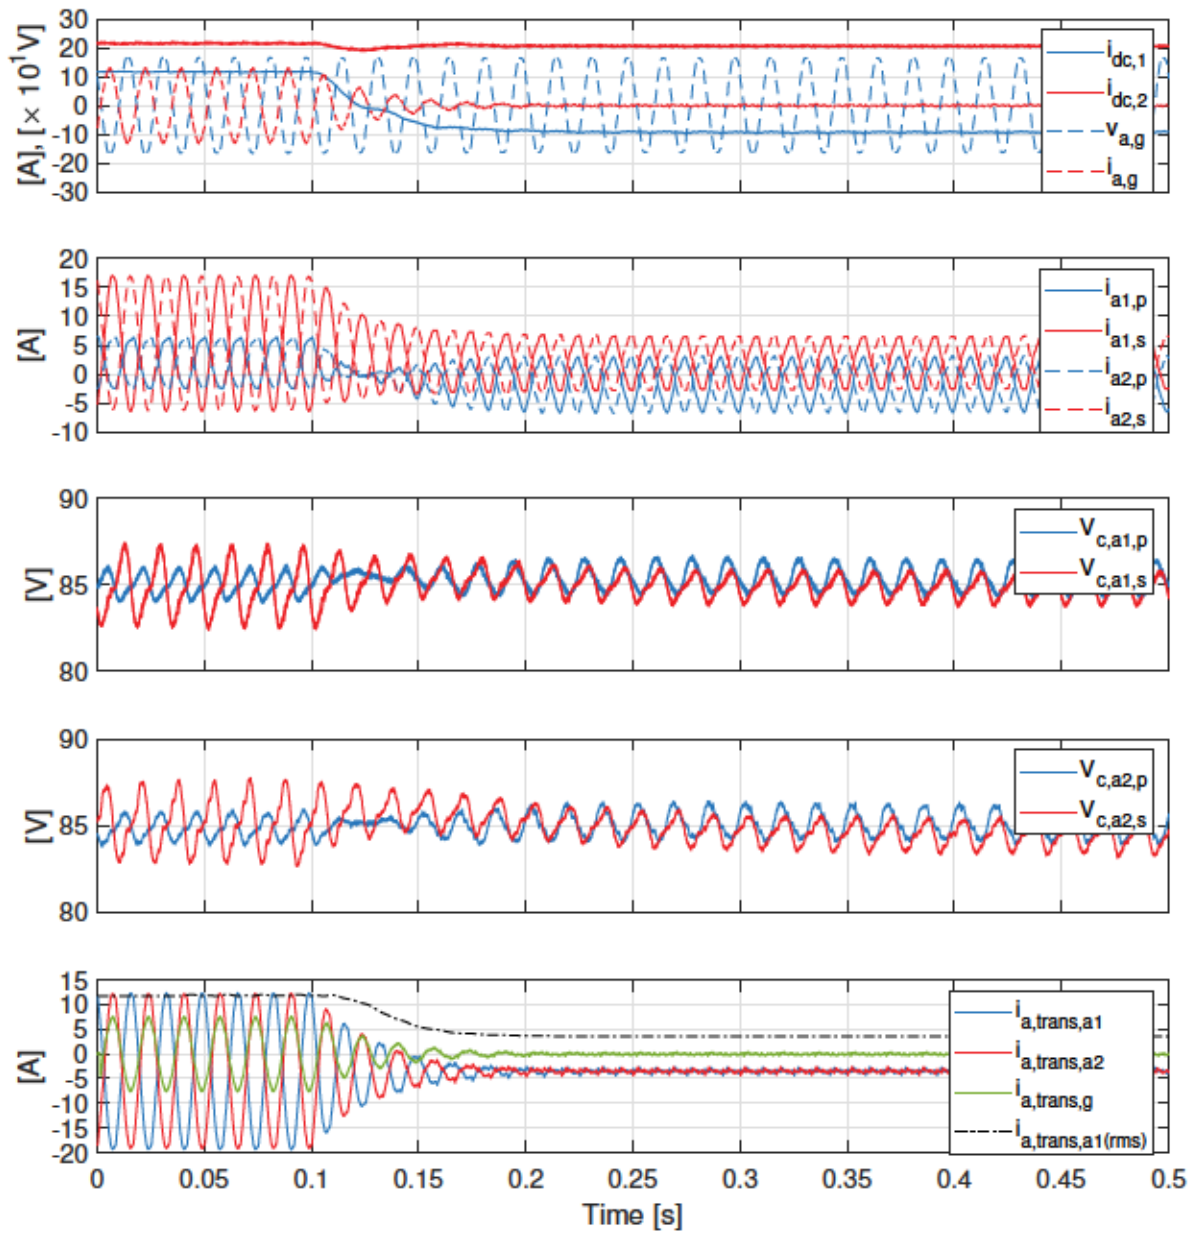 30
20
10
0
-10
-20
-30
[A], [× 10¹V]
i_dc,1
i_dc,2
v_a,g
i_a,g
20
15
10
5
0
-5
-10
[A]
i_a1,p
i_a1,s
i_a2,p
i_a2,s
90
85
80
[V]
V_c,a1,p
V_c,a1,s
90
85
80
[V]
V_c,a2,p
V_c,a2,s
15
10
5
0
-5
-10
-15
-20
[A]
i_a,trans,a1
i_a,trans,a2
i_a,trans,g
i_a,trans,a1(rms)
0 0.05 0.1 0.15 0.2 0.25 0.3 0.35 0.4 0.45 0.5
Time [s]